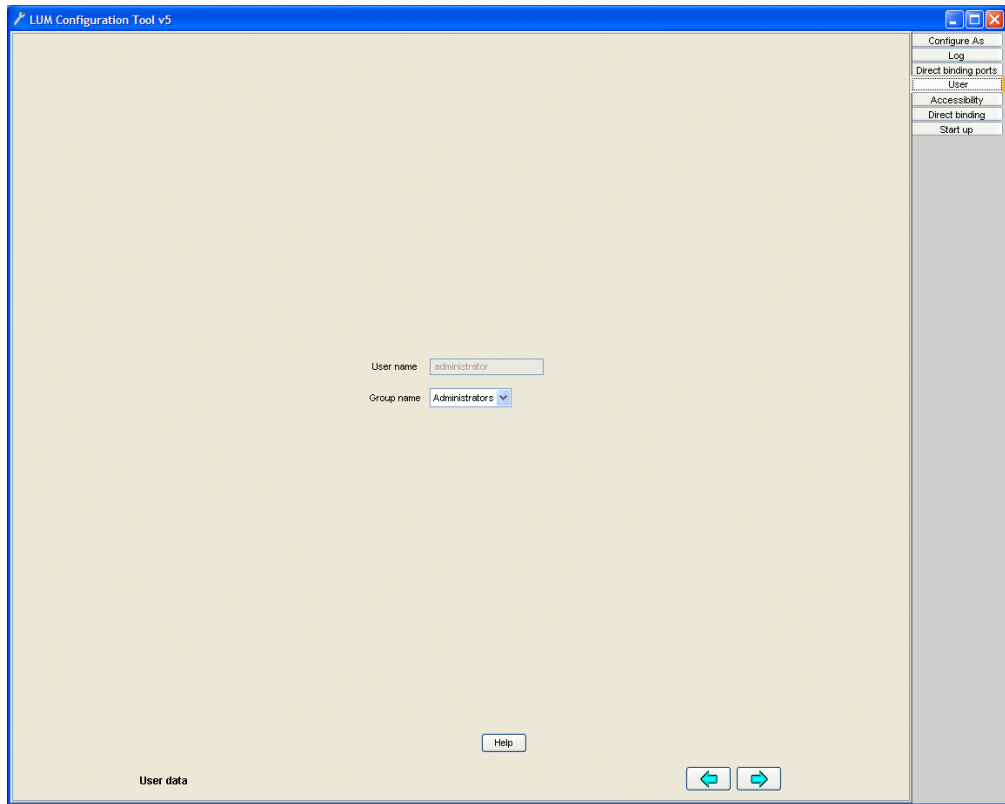 LUM Configuration Tool v5
Configure As
Log
Direct binding ports
User
Accessibility
Direct binding
Start up
User name administrator
Group name Administrators
Help
User data